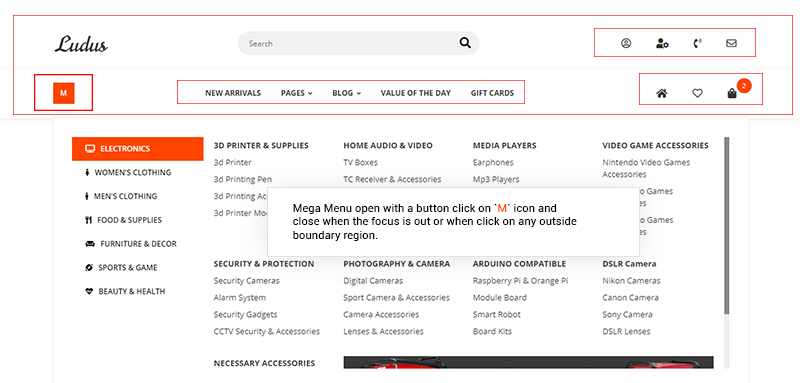 Ludus
Search
M
NEW ARRIVALS PAGES BLOG VALUE OF THE DAY GIFT CARDS
2
ELECTRONICS
WOMEN'S CLOTHING
MEN'S CLOTHING
FOOD & SUPPLIES
FURNITURE & DECOR
SPORTS & GAME
BEAUTY & HEALTH
3D PRINTER & SUPPLIES
3d Printer
3d Printing Pen
3d Printing
3d Printer
HOME AUDIO & VIDEO
TV Boxes
TC Receiver & Accessories
MEDIA PLAYERS
Earphones
Mp3 Players
VIDEO GAME ACCESSORIES
Nintendo Video Games
Accessories
Games
Games
Mega Menu open with a button click on `M` icon and
close when the focus is out or when click on any outside
boundary region.
SECURITY & PROTECTION
Security Cameras
Alarm System
Security Gadgets
CCTV Security & Accessories
PHOTOGRAPHY & CAMERA
Digital Cameras
Sport Camera & Accessories
Camera Accessories
Lenses & Accessories
ARDUINO COMPATIBLE
Raspberry Pi & Orange Pi
Module Board
Smart Robot
Board Kits
DSLR Camera
Nikon Cameras
Canon Camera
Sony Camera
DSLR Lenses
NECESSARY ACCESSORIES